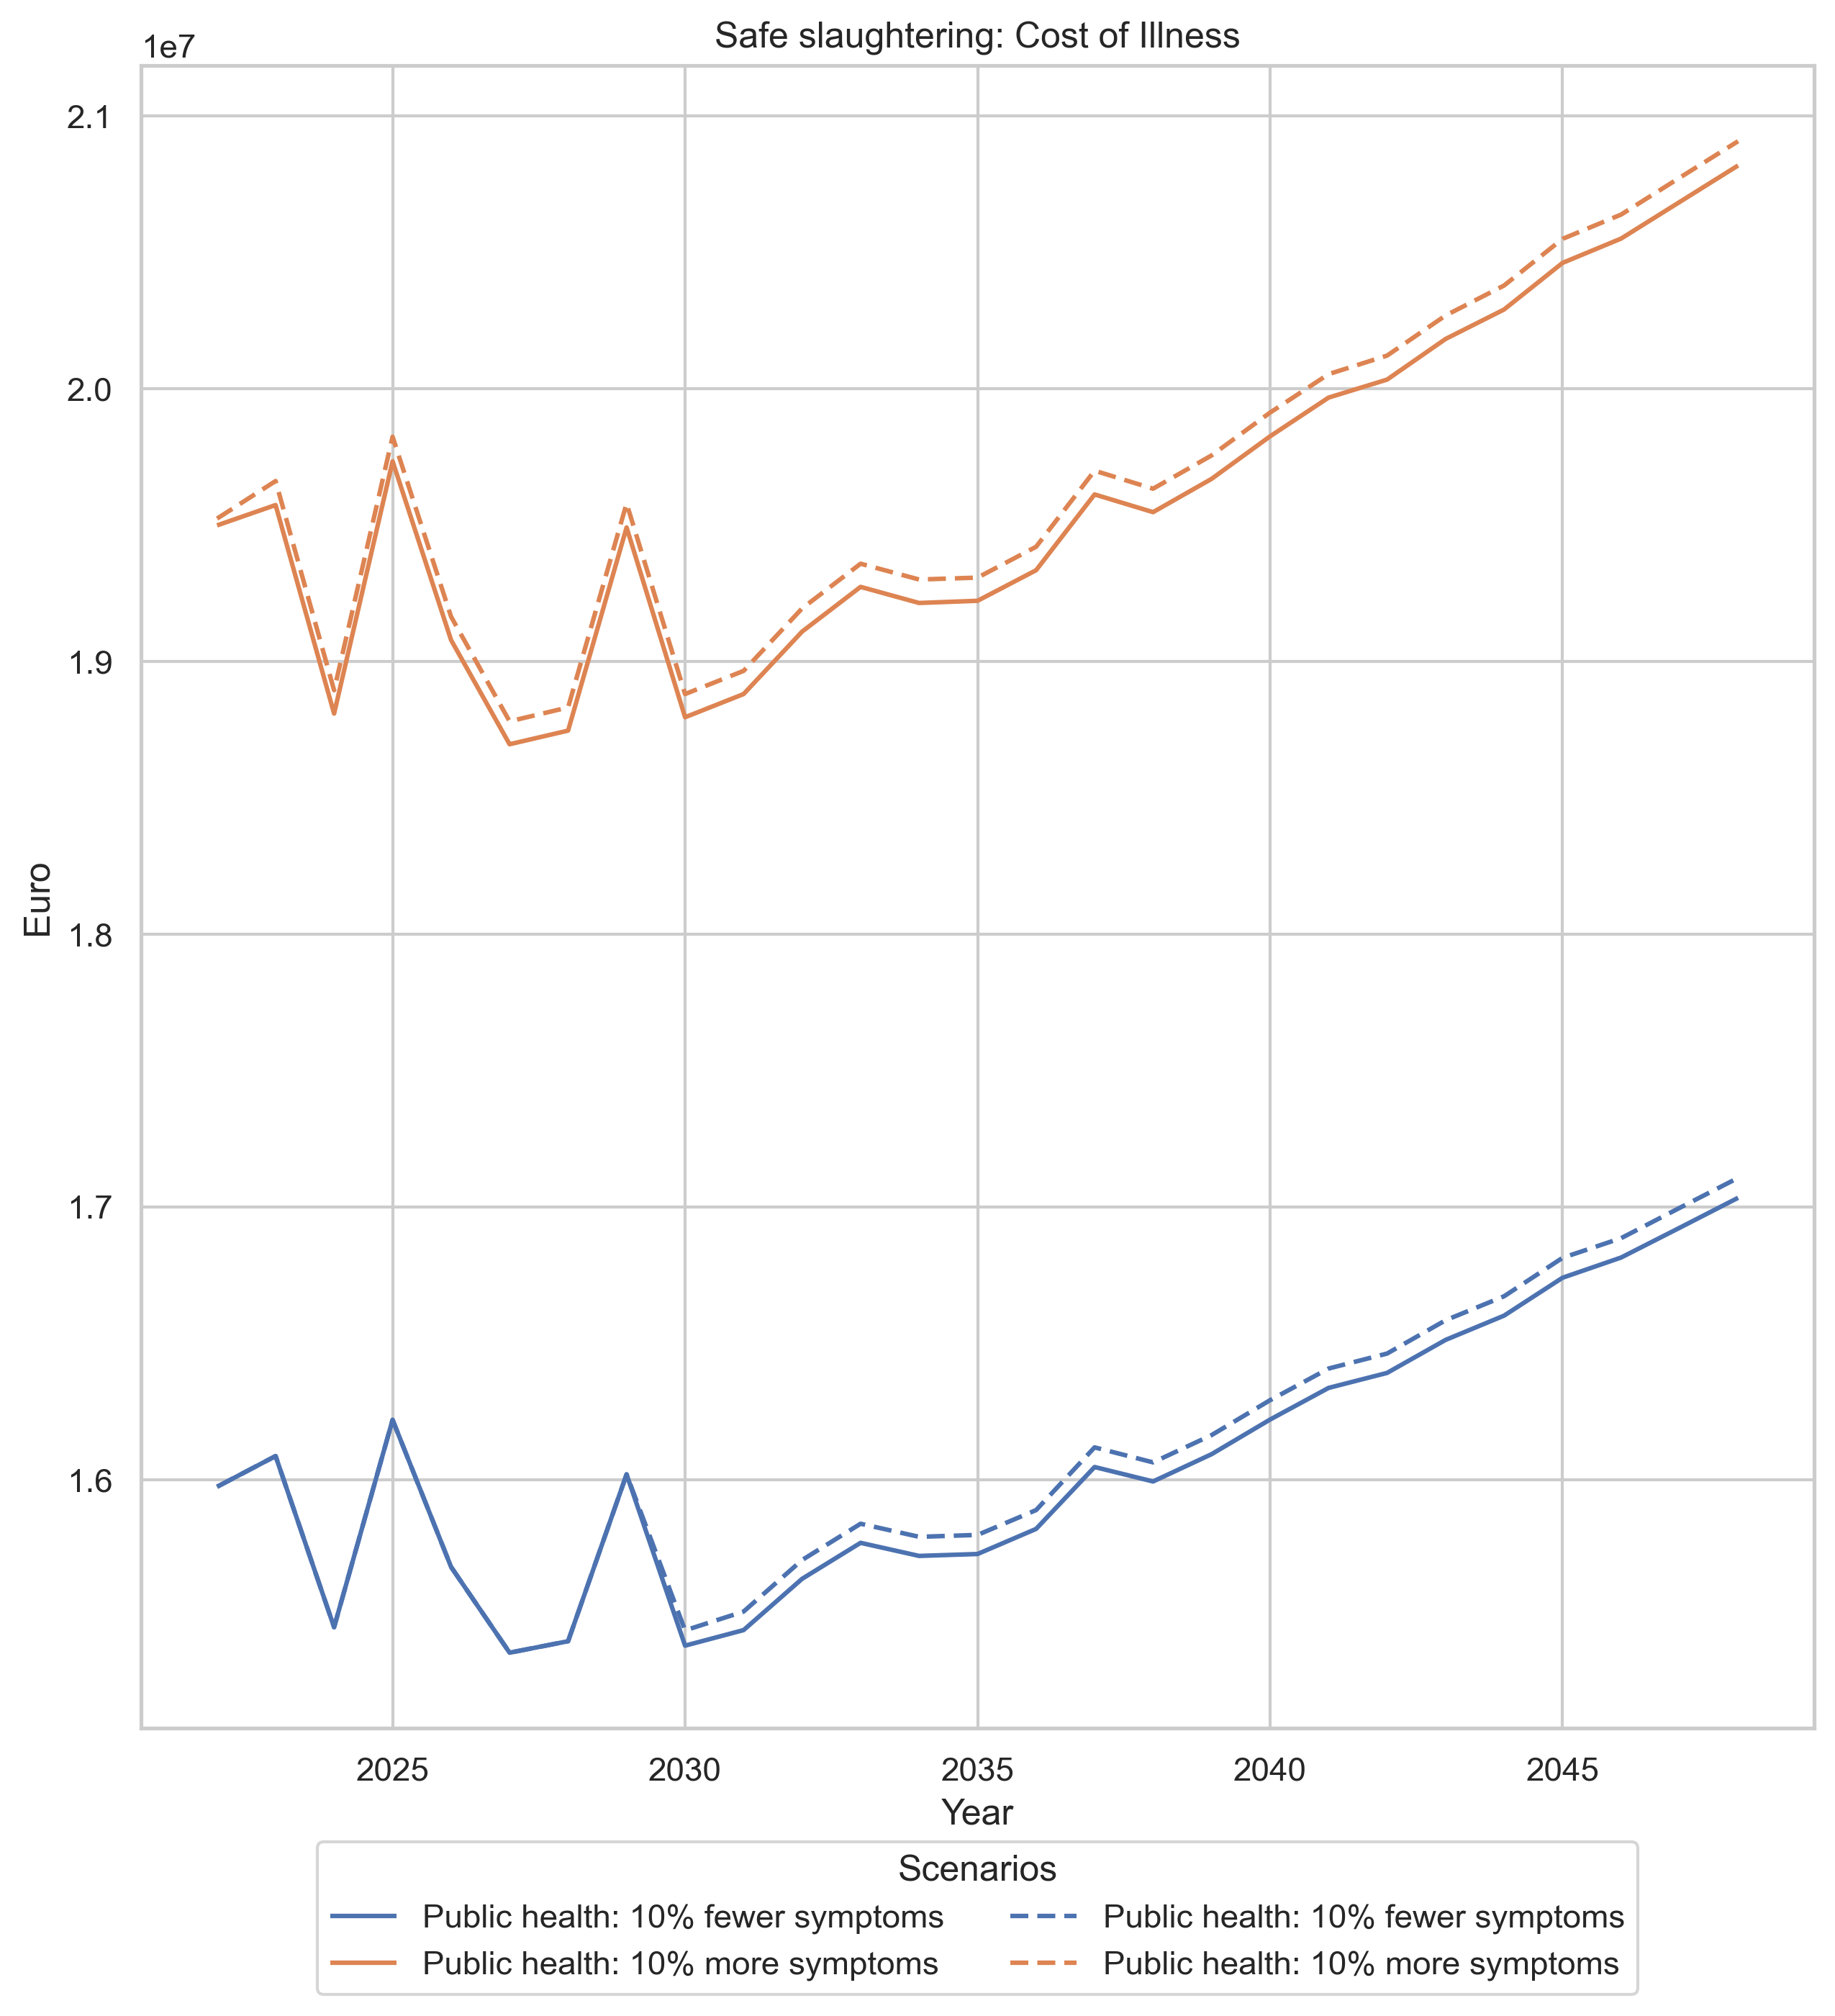 Safe slaughtering: Cost of Illness
1e7
2.1
2.0
1.9
1.8
1.7
1.6
Euro
2025 2030 2035 2040 2045
Year
Scenarios
Public health: 10% fewer symptoms Public health: 10% fewer symptoms
Public health: 10% more symptoms Public health: 10% more symptoms